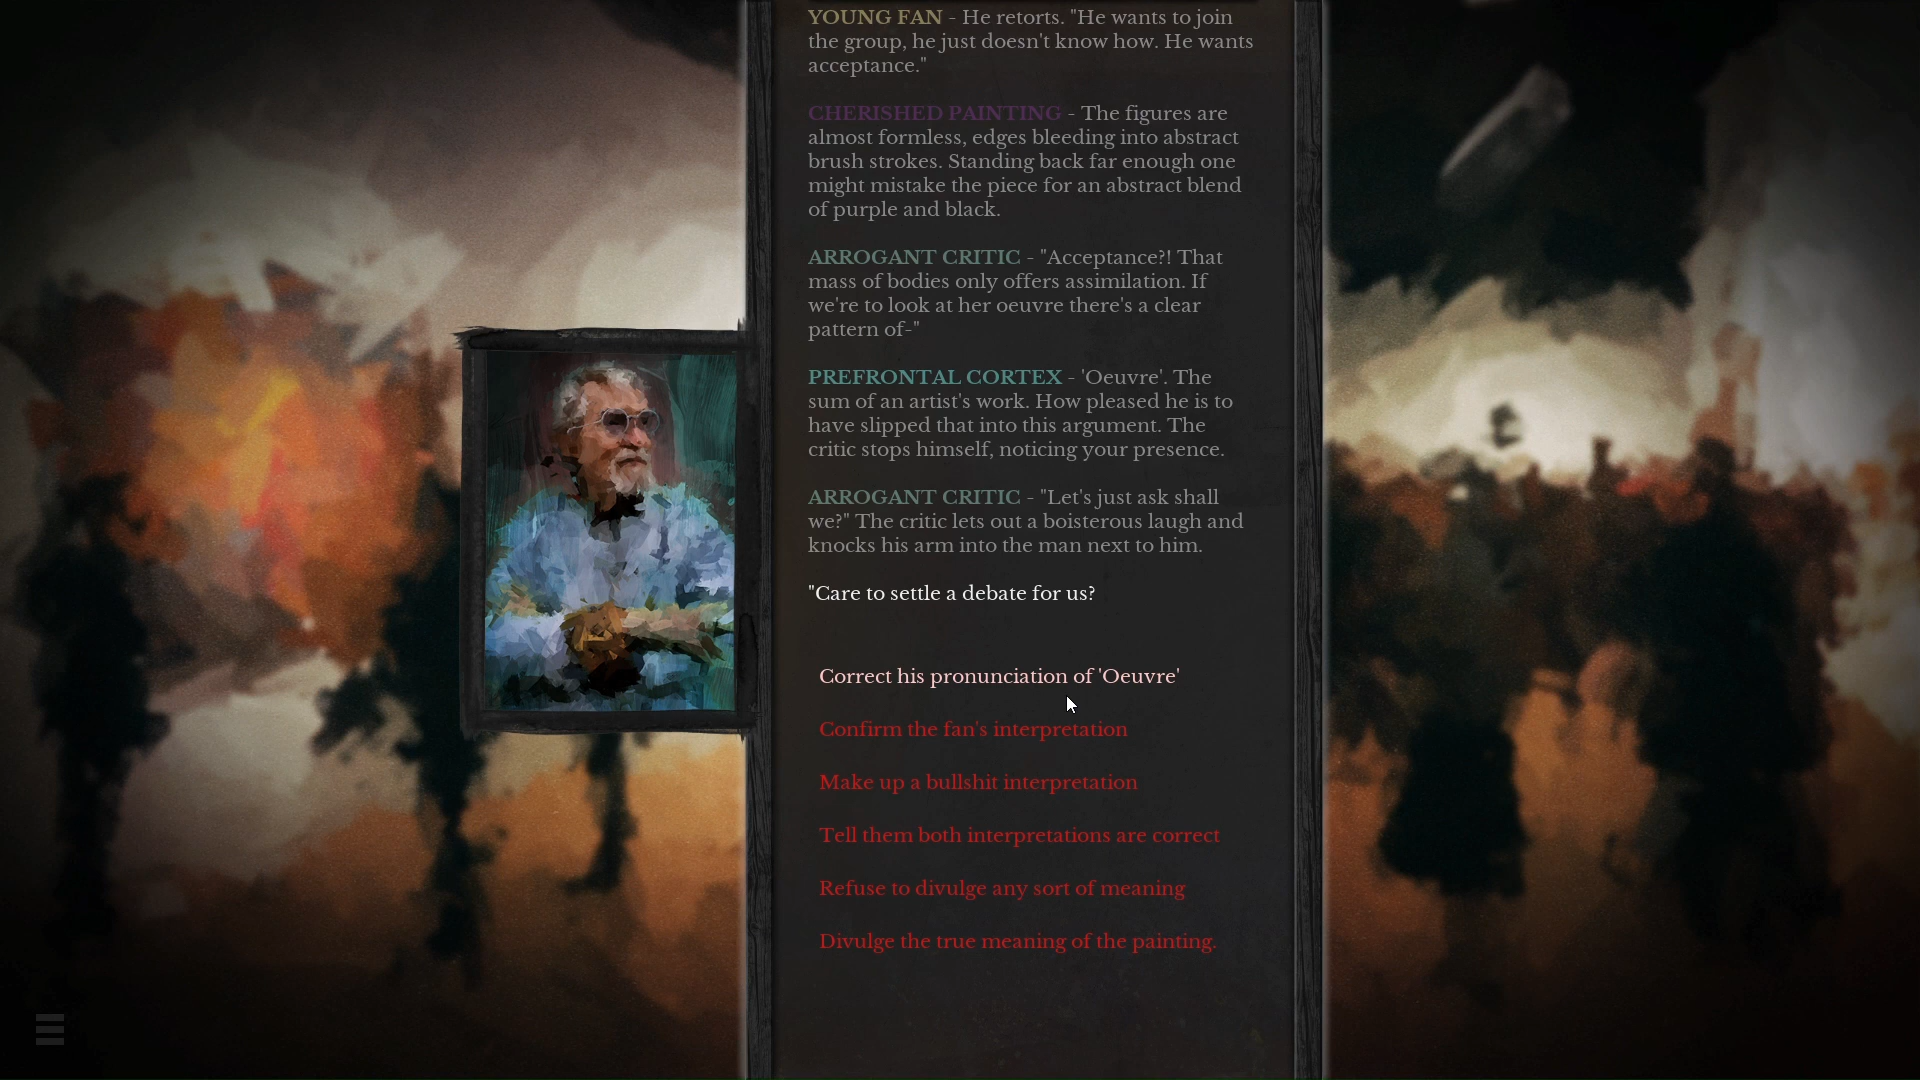 YOUNG FAN - He retorts. "He wants to join
the group, he just doesn't know how. He wants
acceptance."
CHERISHED PAINTING - The figures are
almost formless, edges bleeding into abstract
brush strokes. Standing back far enough one
might mistake the piece for an abstract blend
of purple and black.
ARROGANT CRITIC - "Acceptance?! That
mass of bodies only offers assimilation. If
we're to look at her oeuvre there's a clear
pattern of-"
PREFRONTAL CORTEX - 'Oeuvre'. The
sum of an artist's work. How pleased he is to
have slipped that into this argument. The
critic stops himself, noticing your presence.
ARROGANT CRITIC - "Let's just ask shall
we?" The critic lets out a boisterous laugh and
knocks his arm into the man next to him.
"Care to settle a debate for us?
Correct his pronunciation of 'Oeuvre'
Confirm the fan's interpretation
Make up a bullshit interpretation
Tell them both interpretations are correct
Refuse to divulge any sort of meaning
Divulge the true meaning of the painting.